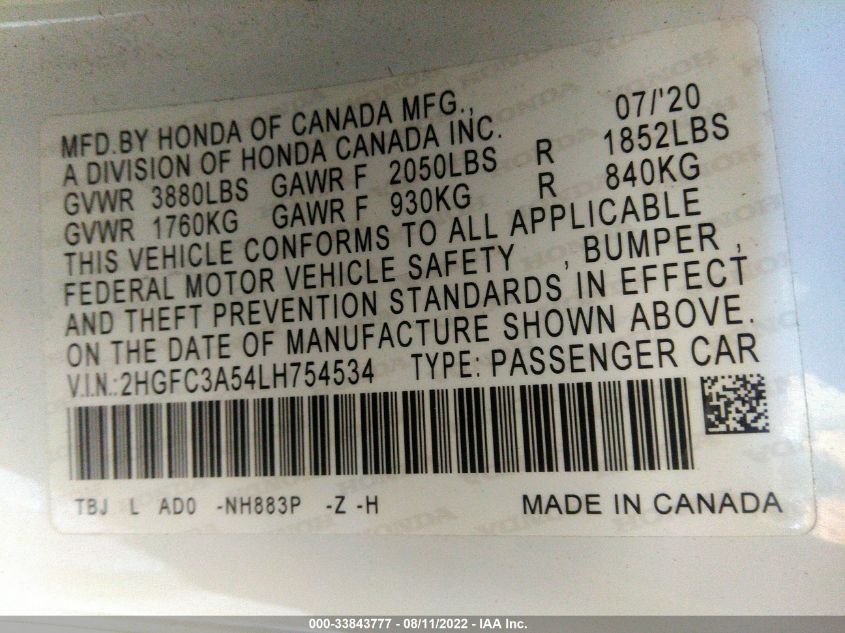 MFD.BY HONDA OF CANADA MFG., 07/'20
A DIVISION OF HONDA CANADA INC.
GVWR 3880LBS GAWR F 2050LBS R 1852LBS
GVWR 1760KG GAWR F 930KG R 840KG
THIS VEHICLE CONFORMS TO ALL APPLICABLE
FEDERAL MOTOR VEHICLE SAFETY , BUMPER ,
AND THEFT PREVENTION STANDARDS IN EFFECT
ON THE DATE OF MANUFACTURE SHOWN ABOVE.
V.I.N.:2HGFC3A54LH754534 TYPE: PASSENGER CAR
TBJ L AD0 -NH883P -Z -H MADE IN CANADA
000-33843777 - 08/11/2022 - IAA Inc.